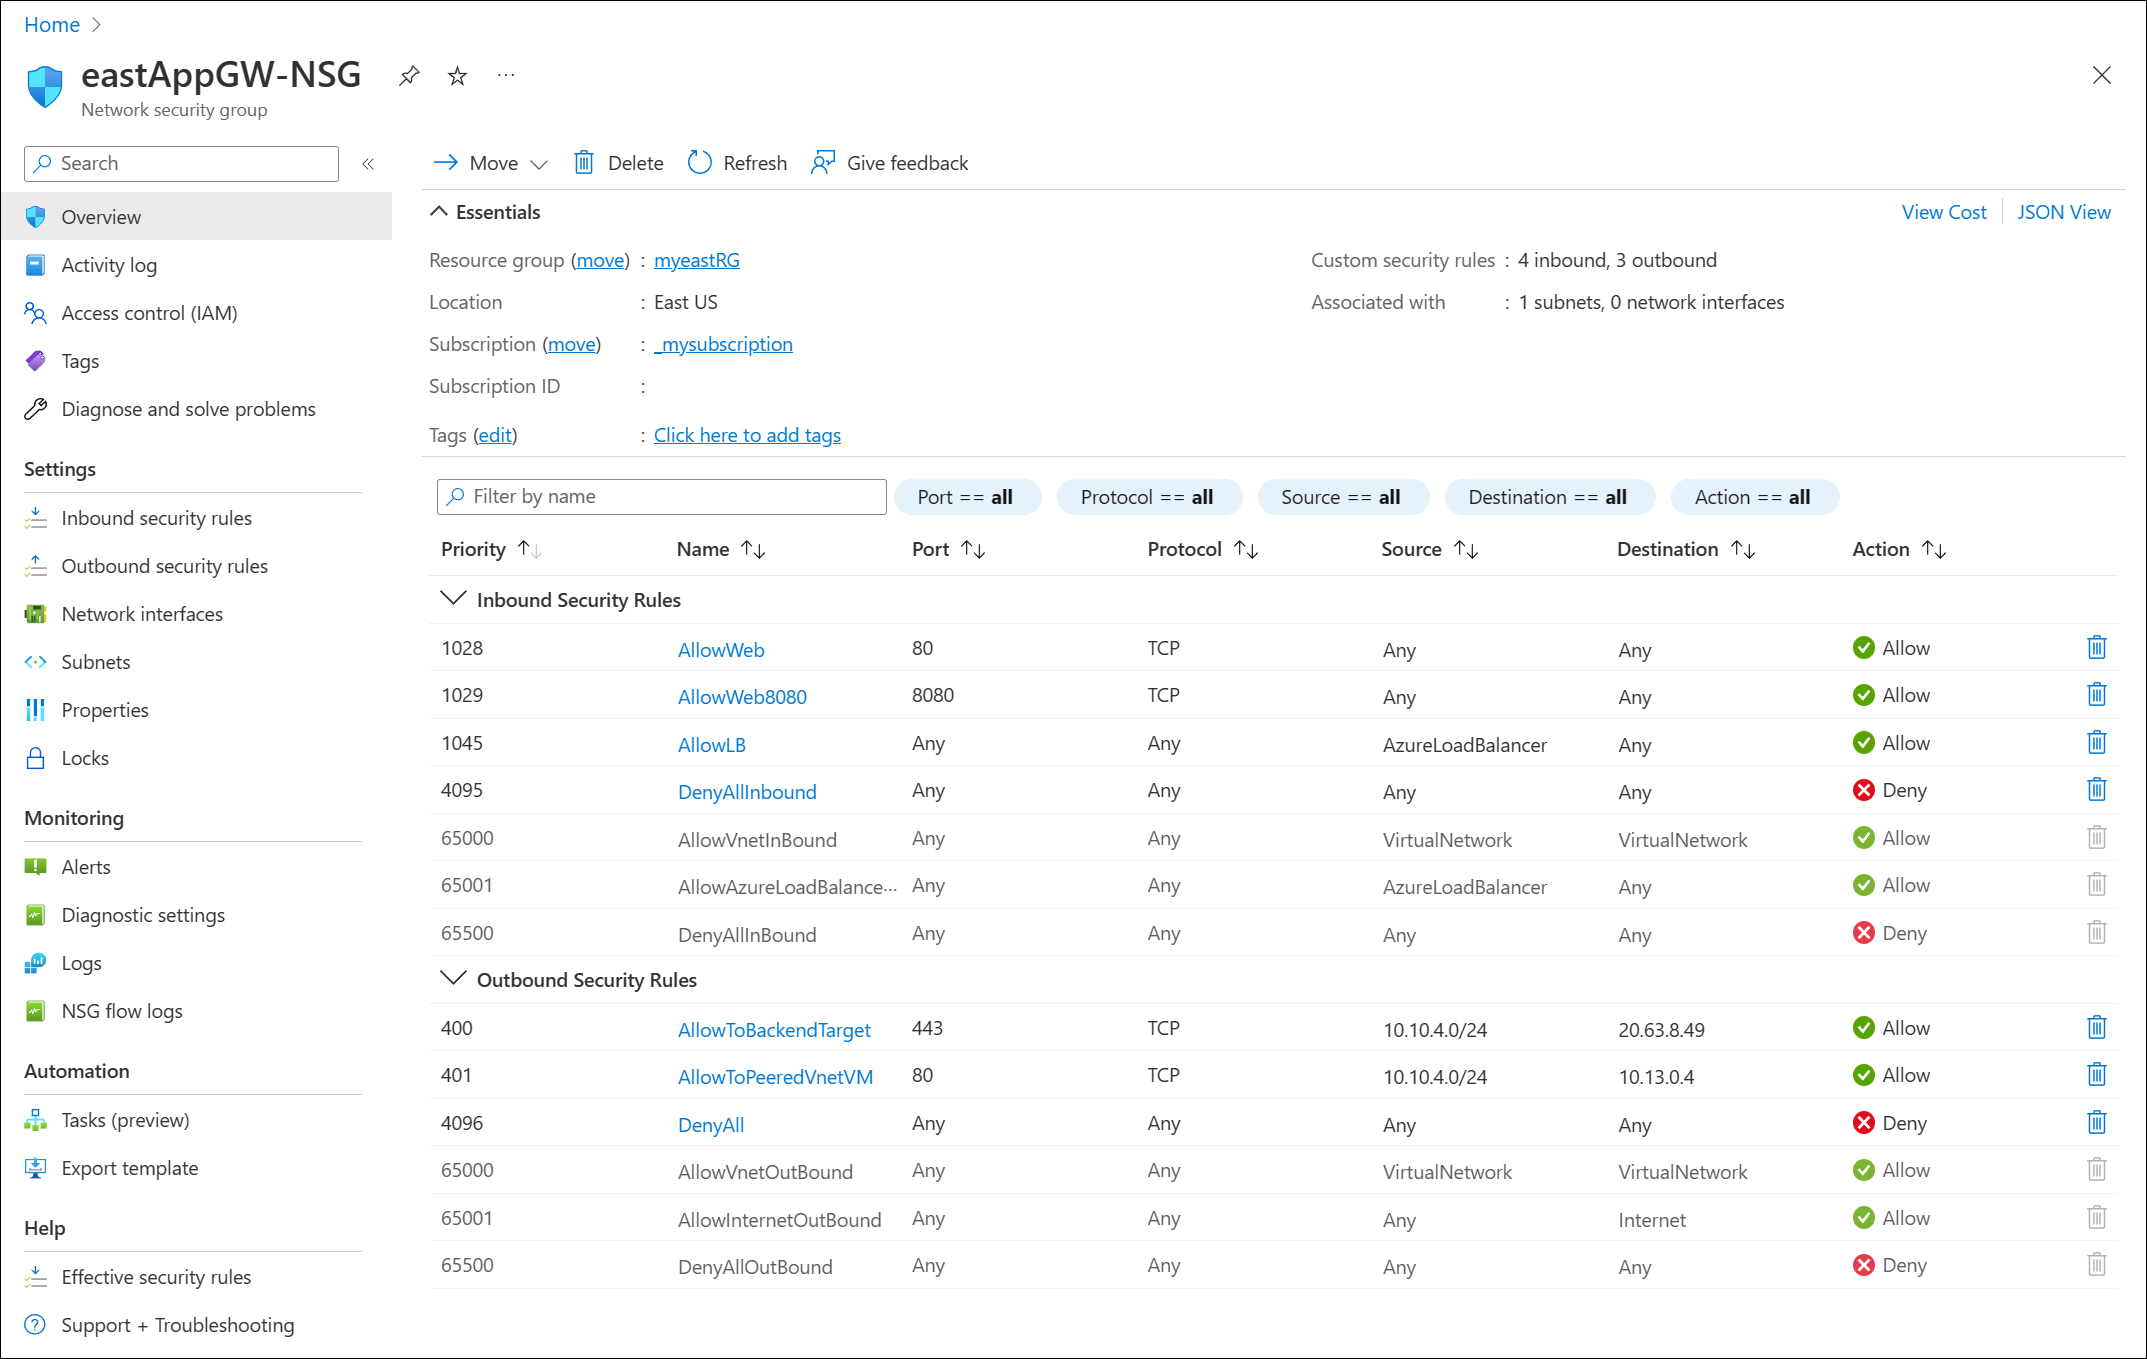 Home
eastAppGW-NSG
Network security group
Search
Overview
Activity log
Access control (IAM)
Tags
Diagnose and solve problems
Settings
Inbound security rules
Outbound security rules
Network interfaces
Subnets
Properties
Locks
Monitoring
Alerts
Diagnostic settings
Logs
NSG flow logs
Automation
Tasks (preview)
Export template
Help
Effective security rules
Support + Troubleshooting
Move Delete Refresh Give feedback
Essentials View Cost JSON View
Resource group (move) : myeastRG
Location : East US
Subscription (move) : _mysubscription
Subscription ID :
Tags (edit) : Click here to add tags
Custom security rules : 4 inbound, 3 outbound
Associated with : 1 subnets, 0 network interfaces
Filter by name Port == all Protocol == all Source == all Destination == all Action == all
Priority Name Port Protocol Source Destination Action
Inbound Security Rules
1028 AllowWeb 80 TCP Any Any Allow
1029 AllowWeb8080 8080 TCP Any Any Allow
1045 AllowLB Any Any AzureLoadBalancer Any Allow
4095 DenyAllInbound Any Any Any Any Deny
65000 AllowVnetInBound Any Any VirtualNetwork VirtualNetwork Allow
65001 AllowAzureLoadBalance... Any Any AzureLoadBalancer Any Allow
65500 DenyAllInBound Any Any Any Any Deny
Outbound Security Rules
400 AllowToBackendTarget 443 TCP 10.10.4.0/24 20.63.8.49 Allow
401 AllowToPeeredVnetVM 80 TCP 10.10.4.0/24 10.13.0.4 Allow
4096 DenyAll Any Any Any Any Deny
65000 AllowVnetOutBound Any Any VirtualNetwork VirtualNetwork Allow
65001 AllowInternetOutBound Any Any Any Internet Allow
65500 DenyAllOutBound Any Any Any Any Deny